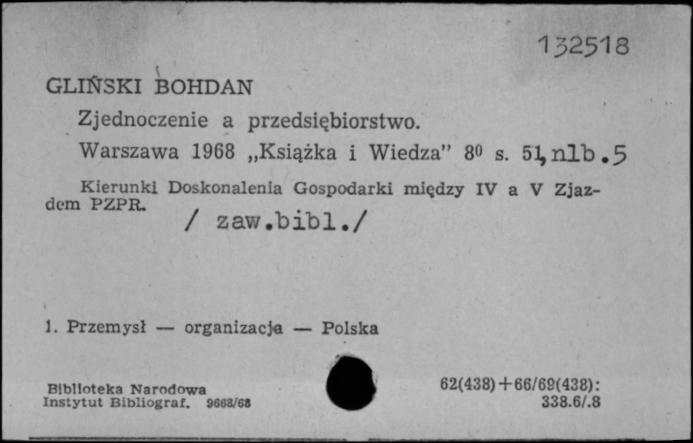 132518
GLIŃSKI BOHDAN
Zjednoczenie a przedsiębiorstwo.
Warszawa 1968 „Książka i Wiedza” 8⁰ s. 51, nlb.5
Kierunki Doskonalenia Gospodarki między IV a V Zjaz-
dem PZPR.
/ zaw.bibl./
1. Przemysł — organizacja — Polska
Biblioteka Narodowa
Instytut Bibliograf. 9668/68
62(438)+66/69(438):
338.6/.8